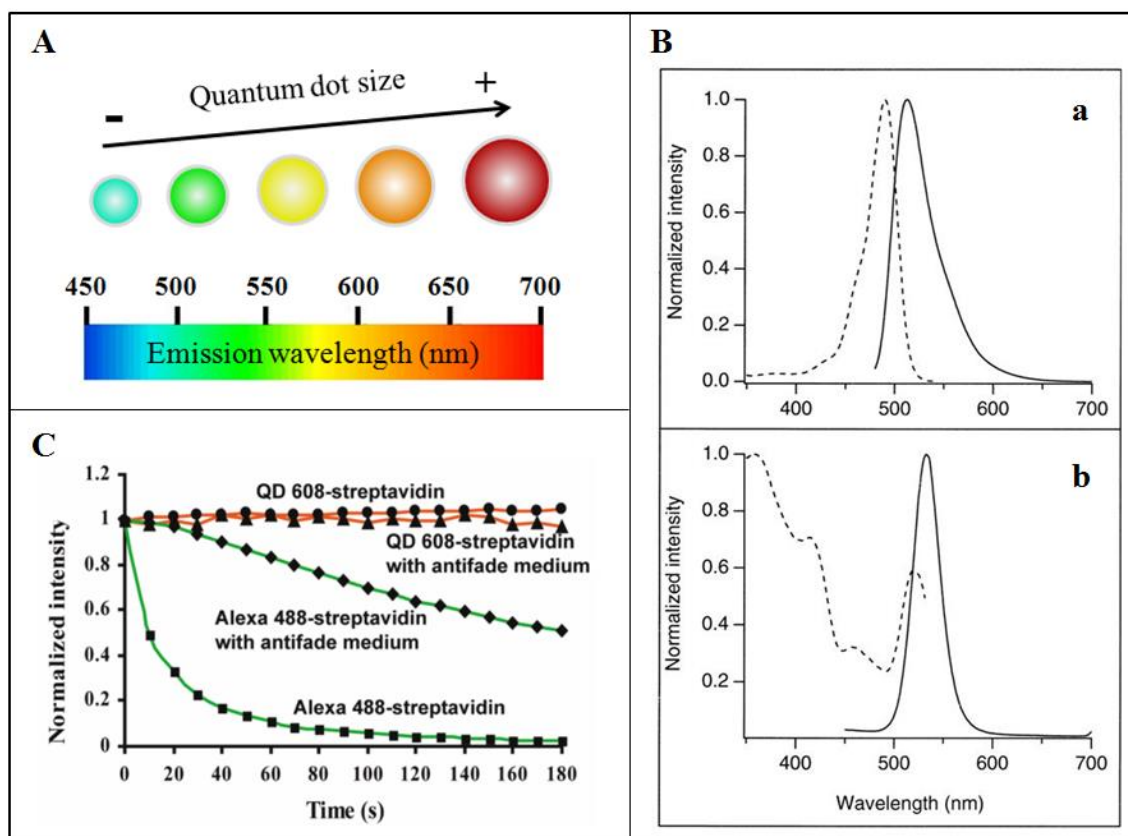 A
Quantum dot size
-
+
450 500 550 600 650 700
Emission wavelength (nm)
B
a
Normalized intensity
1.0
0.8
0.6
0.4
0.2
0.0
400 500 600 700
b
Normalized intensity
1.0
0.8
0.6
0.4
0.2
400 500 600 700
Wavelength (nm)
C
Normalized intensity
1.2
1
0.8
0.6
0.4
0.2
0
QD 608-streptavidin
QD 608-streptavidin
with antifade medium
Alexa 488-streptavidin
with antifade medium
Alexa 488-streptavidin
0 20 40 60 80 100 120 140 160 180
Time (s)